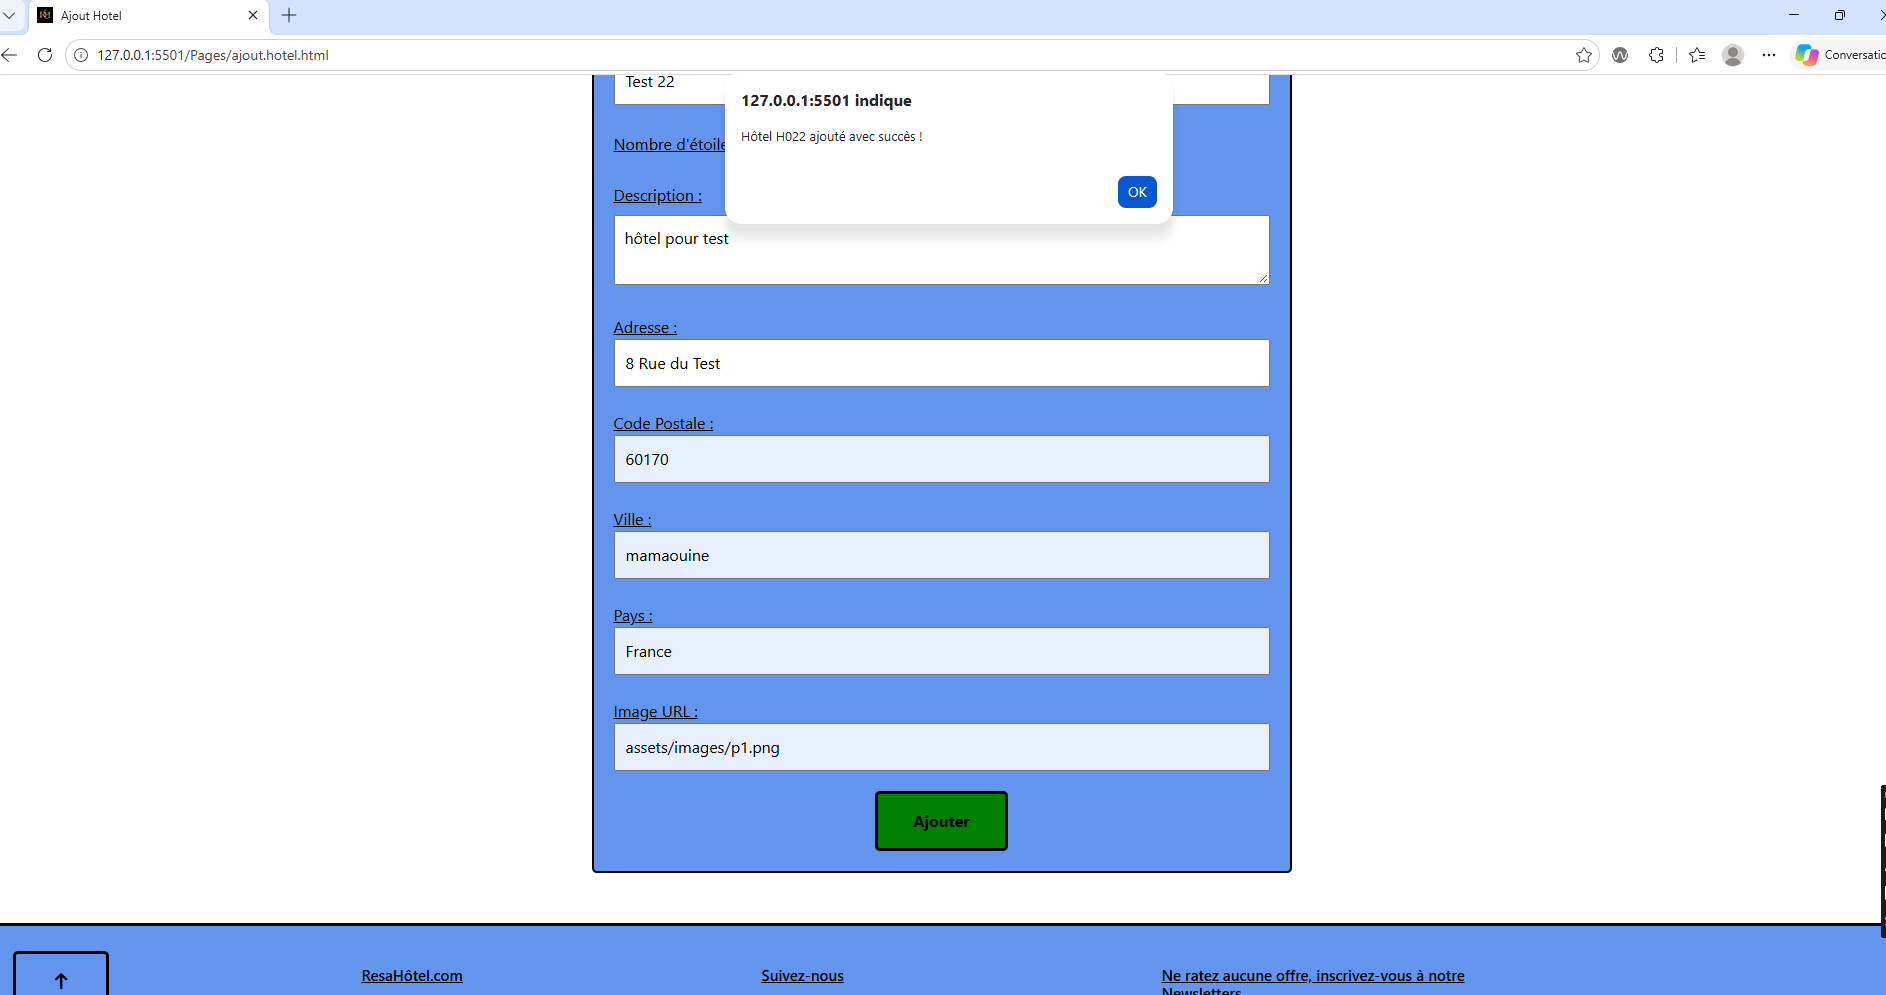 Ajout Hotel
127.0.0.1:5501/Pages/ajout.hotel.html
Conversatio
Test 22
127.0.0.1:5501 indique
Hôtel H022 ajouté avec succès !
OK
Nombre d'étoile
Description :
hôtel pour test
Adresse :
8 Rue du Test
Code Postale :
60170
Ville :
mamaouine
Pays :
France
Image URL :
assets/images/p1.png
Ajouter
ResaHôtel.com
Suivez-nous
Ne ratez aucune offre, inscrivez-vous à notre
Newsletters